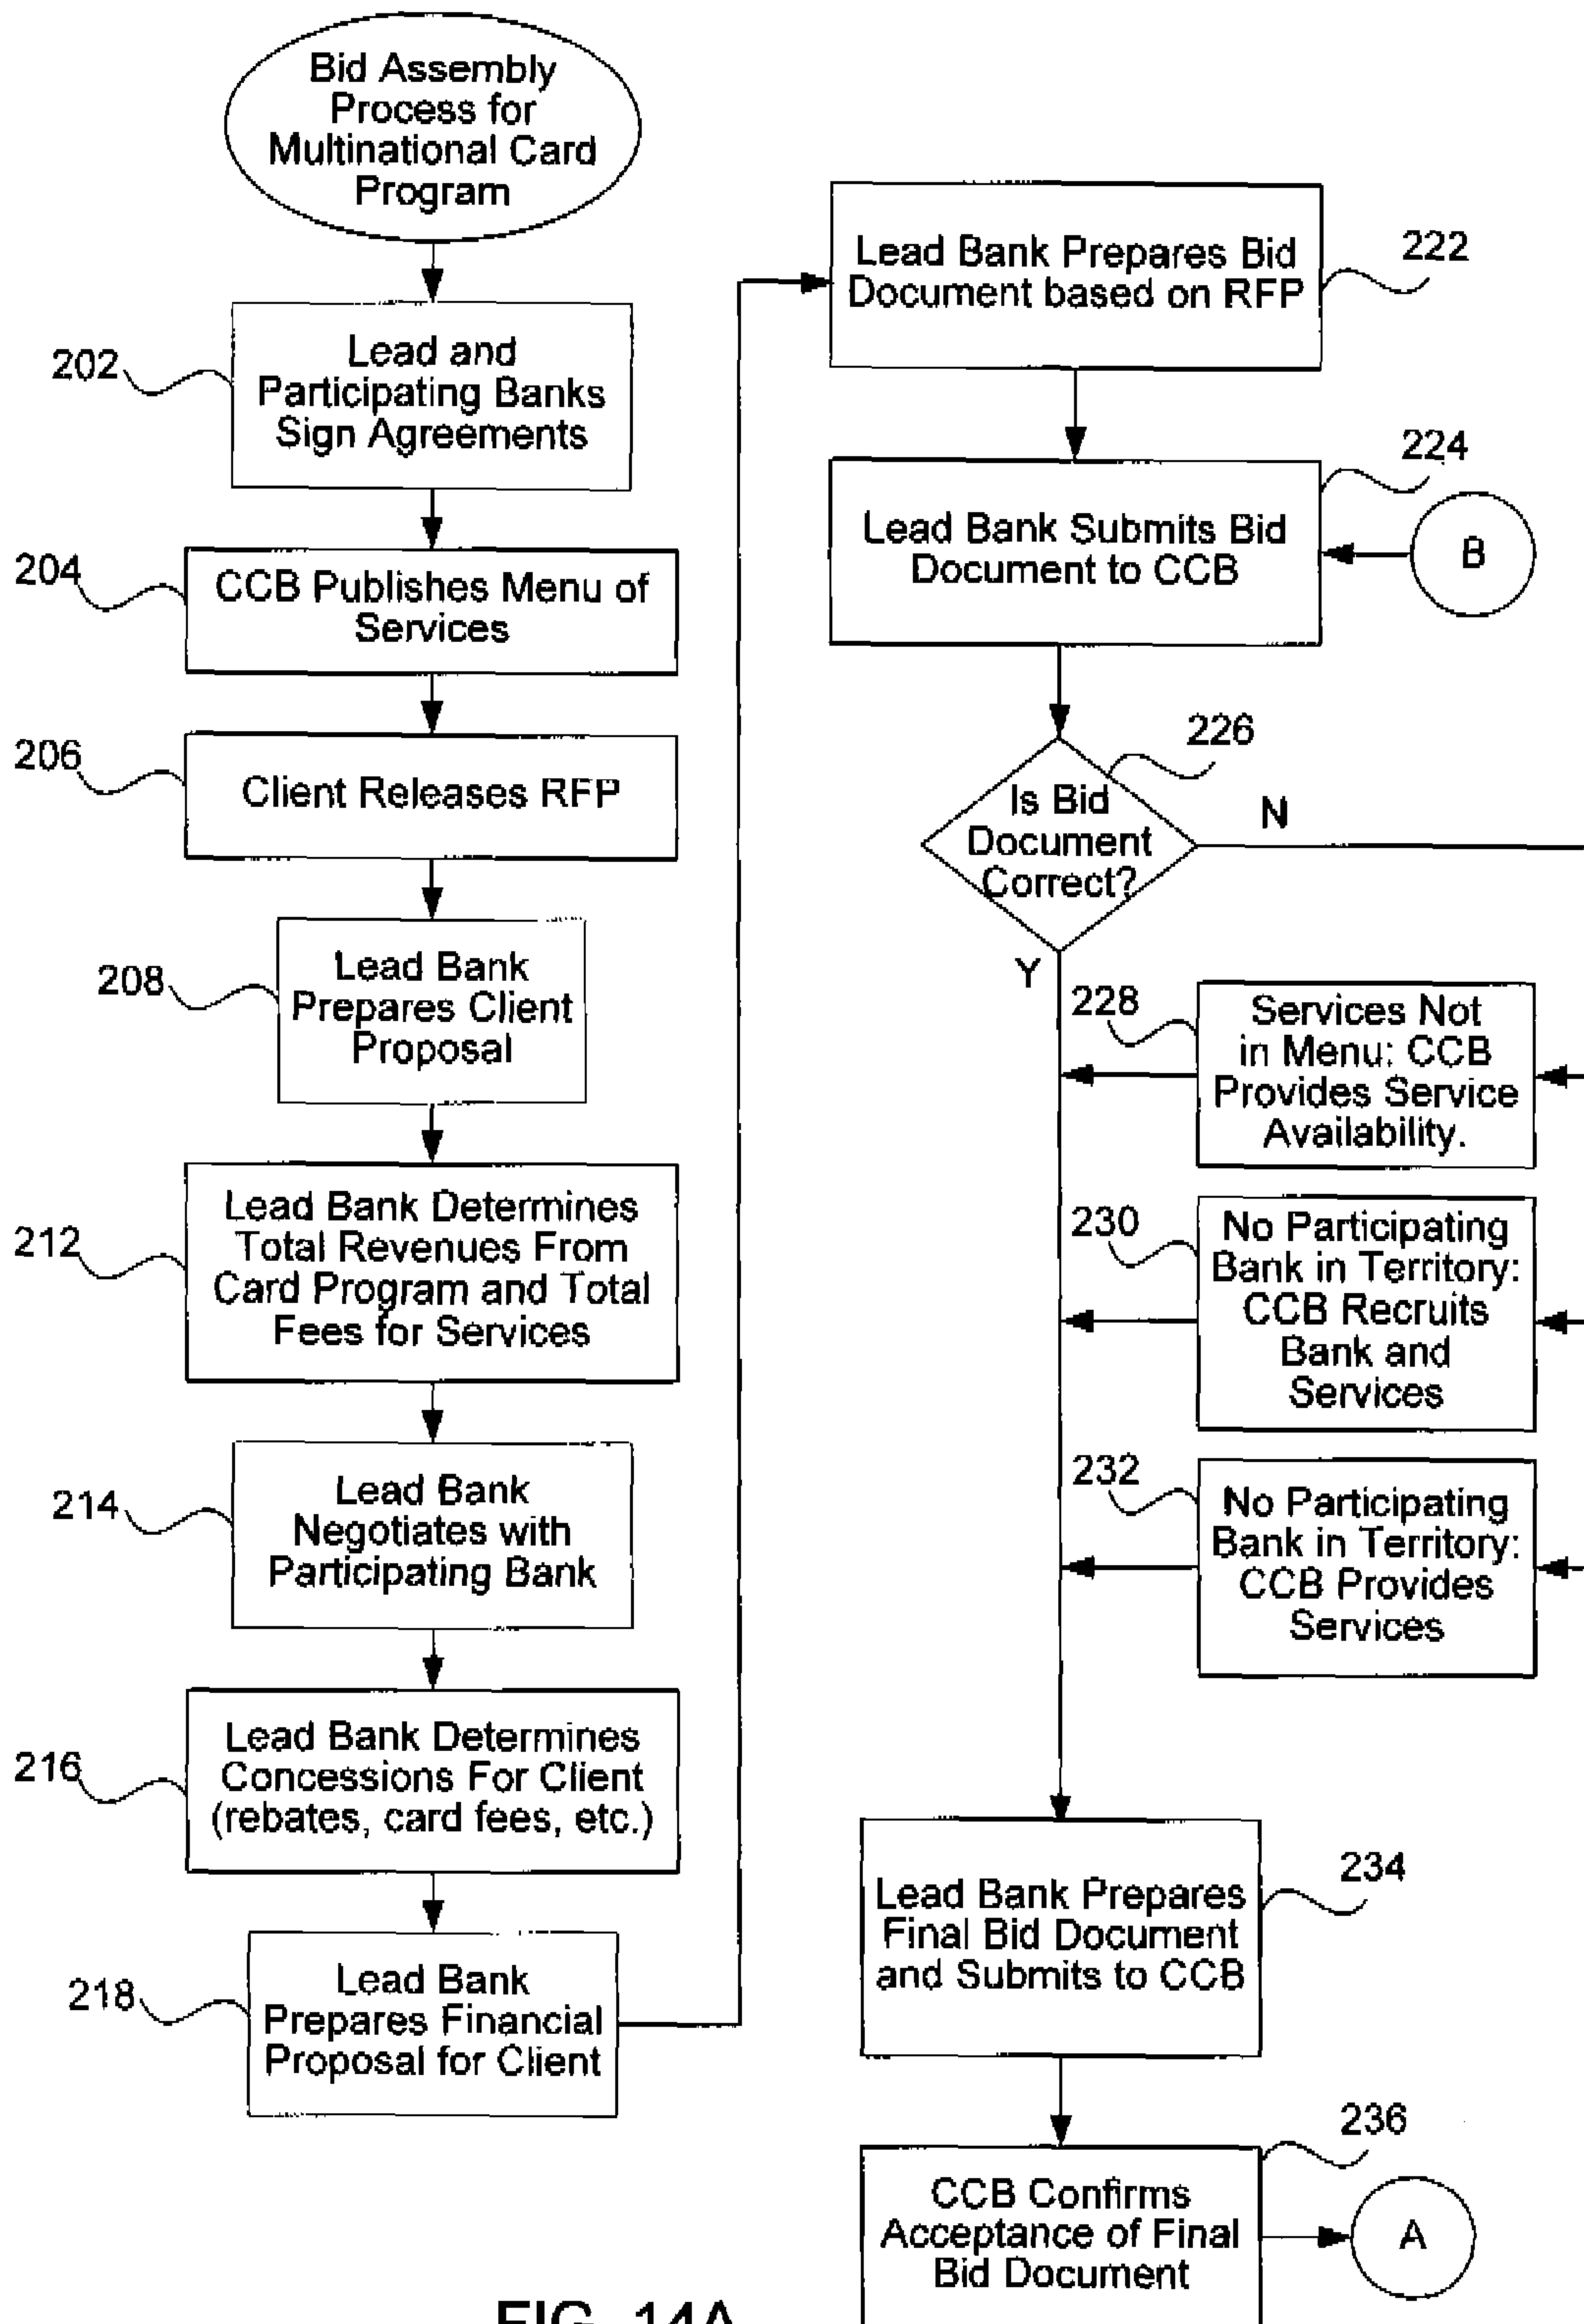 Bid Assembly
Process for
Multinational Card
Program
202
Lead and
Participating Banks
Sign Agreements
204
CCB Publishes Menu of
Services
206
Client Releases RFP
208
Lead Bank
Prepares Client
Proposal
212
Lead Bank Determines
Total Revenues From
Card Program and Total
Fees for Services
214
Lead Bank
Negotiates with
Participating Bank
216
Lead Bank Determines
Concessions For Client
(rebates, card fees, etc.)
218
Lead Bank
Prepares Financial
Proposal for Client
Lead Bank Prepares Bid
Document based on RFP
222
Lead Bank Submits Bid
Document to CCB
224
B
226
Is Bid
Document
Correct?
N
Y
228
Services Not
in Menu: CCB
Provides Service
Availability.
230
No Participating
Bank in Territory:
CCB Recruits
Bank and
Services
232
No Participating
Bank in Territory:
CCB Provides
Services
Lead Bank Prepares
Final Bid Document
and Submits to CCB
234
CCB Confirms
Acceptance of Final
Bid Document
236
A
FIG. 14A